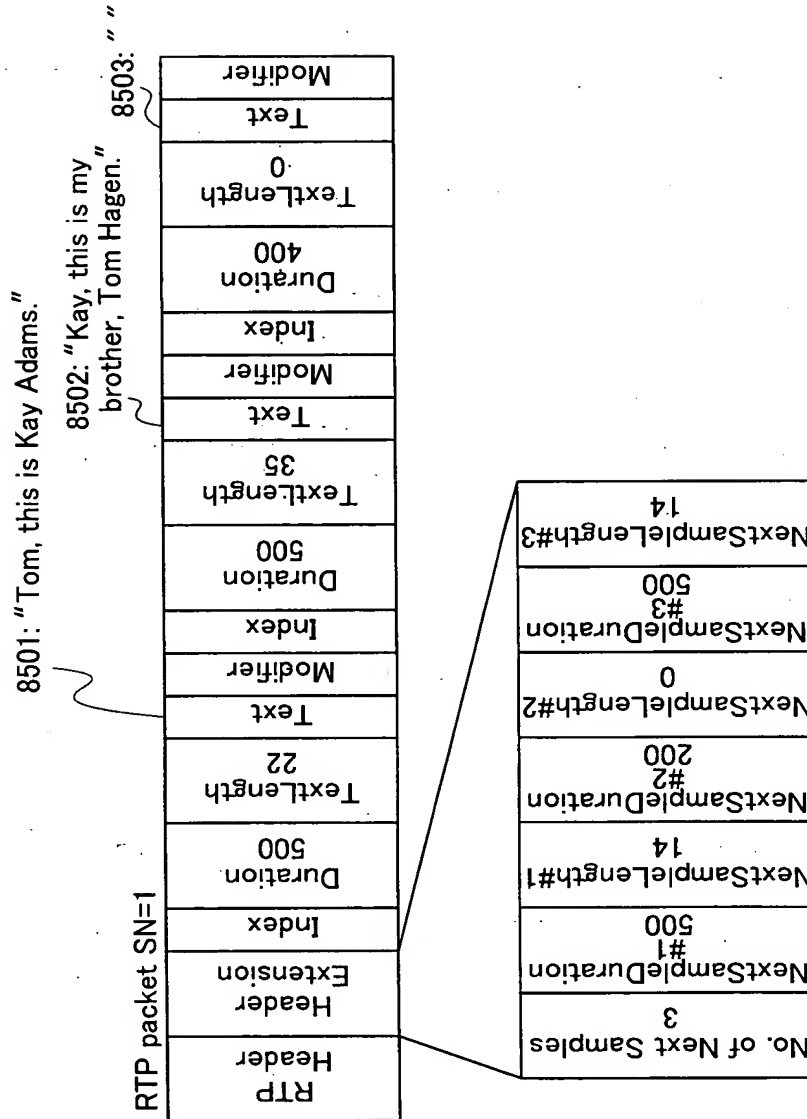 RTP packet SN=1
8501: "Tom, this is Kay Adams."
8502: "Kay, this is my
brother, Tom Hagen."
8503: " "
RTP
Header
Header
Extension
Index
Duration
500
TextLength
22
Text
Modifier
Index
Duration
500
TextLength
35
Text
Modifier
Index
Duration
400
TextLength
0
Text
Modifier
No. of Next Samples
3
NextSampleDuration
#1
500
NextSampleLength#1
14
NextSampleDuration
#2
200
NextSampleLength#2
0
NextSampleDuration
#3
500
NextSampleLength#3
14